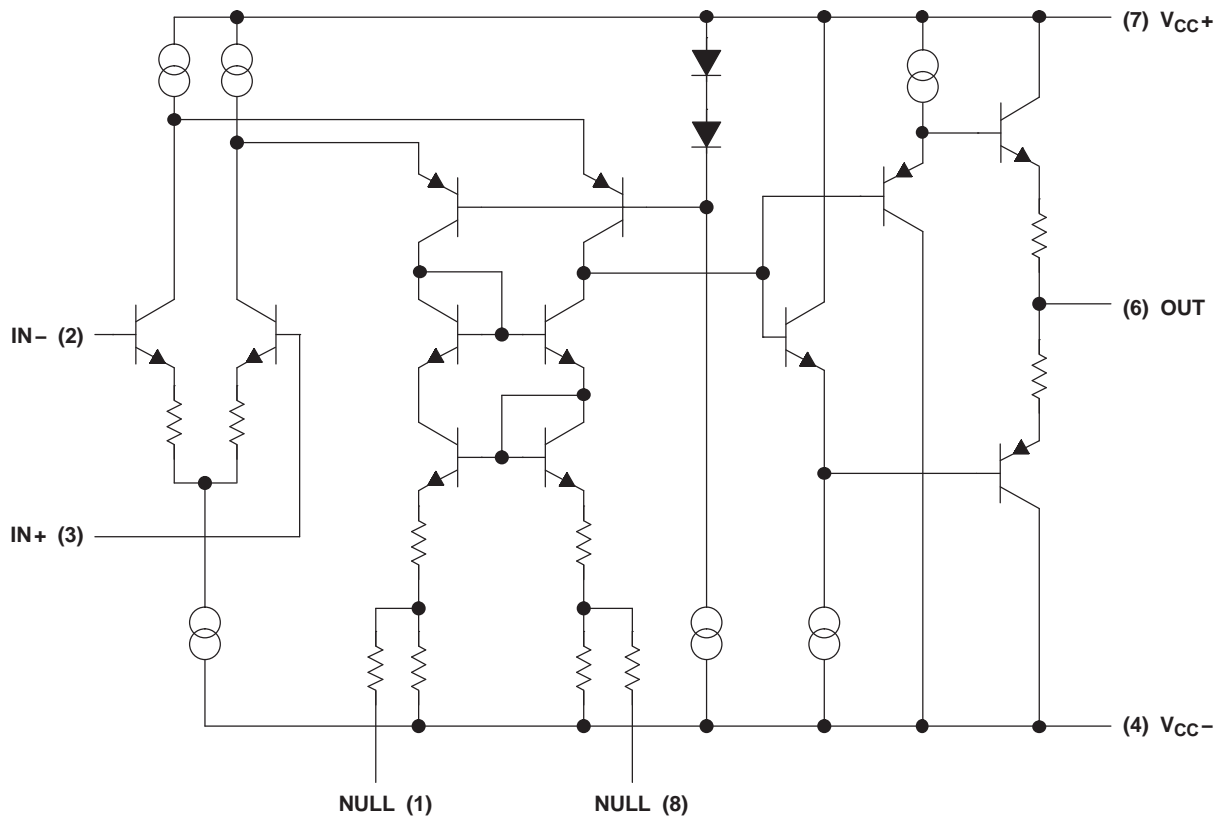 (7) VCC+
IN− (2)
(6) OUT
IN+ (3)
(4) VCC−
NULL (1)
NULL (8)